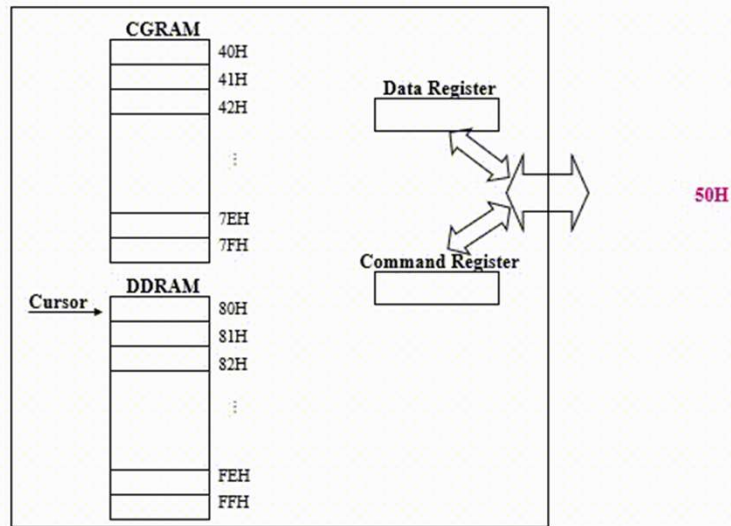 CGRAM
40H
41H
42H
⋮
7EH
7FH
Data Register
50H
Command Register
DDRAM
Cursor
80H
81H
82H
⋮
FEH
FFH